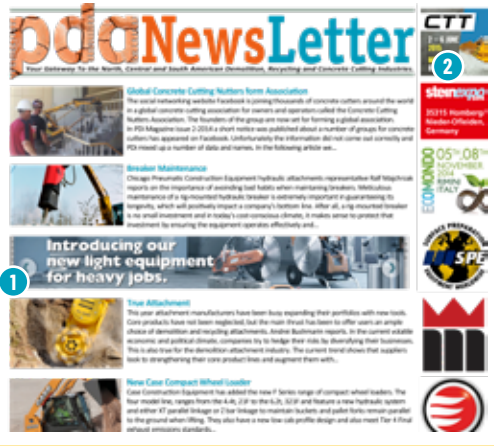 pda NewsLetter
Your Gateway To the North, Central and South American Demolition, Recycling and Concrete Cutting Industries.
Global Concrete Cutting Nutters form Association
The social networking website Facebook is joining thousands of concrete cutters around the world
in a global concrete cutting association for owners and operators called the Concrete Cutting
Nutters Association. The founders of the group are now set for forming a global association.
In PDi Magazine issue 2-2014 a short notice was published about a number of groups for concrete
cutters has appeared on Facebook. Unfortunately the information did not come out correctly and
PDi mixed up a number of data and names. In the following article we...
Breaker Maintenance
Chicago Pneumatic Construction Equipment hydraulic attachments representative Ralf
reports on the importance of avoiding bad habits when maintaining breakers. Meticulous
maintenance of a rig-mounted hydraulic breaker is extremely important in guaranteeing its
longevity, which will positively impact a company's bottom line. After all, a rig mounted breaker
is no small investment and in today's cost-conscious climate, it makes sense to protect that
investment by ensuring the equipment operates effectively and...
Introducing our
new light equipment
for heavy jobs.
1
True Attachment
This year attachment manufacturers have been busy expanding their portfolios with new tools.
Core products have not been neglected, but the main thrust has been to offer users an ample
choice of demolition and recycling attachments. Andrei Bushmarin reports. In the current volatile
economic and political climate, companies try to hedge their risks by diversifying their businesses.
This is also true for the demolition attachment industry. The current trend shows that suppliers
look to strengthening their core product lines and augment them with...
New Case Compact Wheel Loader
Case Construction Equipment has added the new F Series range of compact wheel loaders. The
four model line, ranges from the 4.4t, 21F to the 6.2t, 321F and feature a new hydraulic system
and either XT parallel linkage or Z bar linkage to maintain buckets and pallet forks remain parallel
to the ground when lifting. They also have a new low cab profile design and also meet Tier 4 Final
exhaust emissions standards...
CTT
2 - 6 JUNE
2015
2
steinexpo
35315 Homberg/
Nieder-Ofleiden,
Germany
ECOMONDO
05TH.08TH
NOVEMBER
2014
RIMINI
ITALY
SURFACE PREPARATION
SPE
EQUIPMENT WORLDWIDE